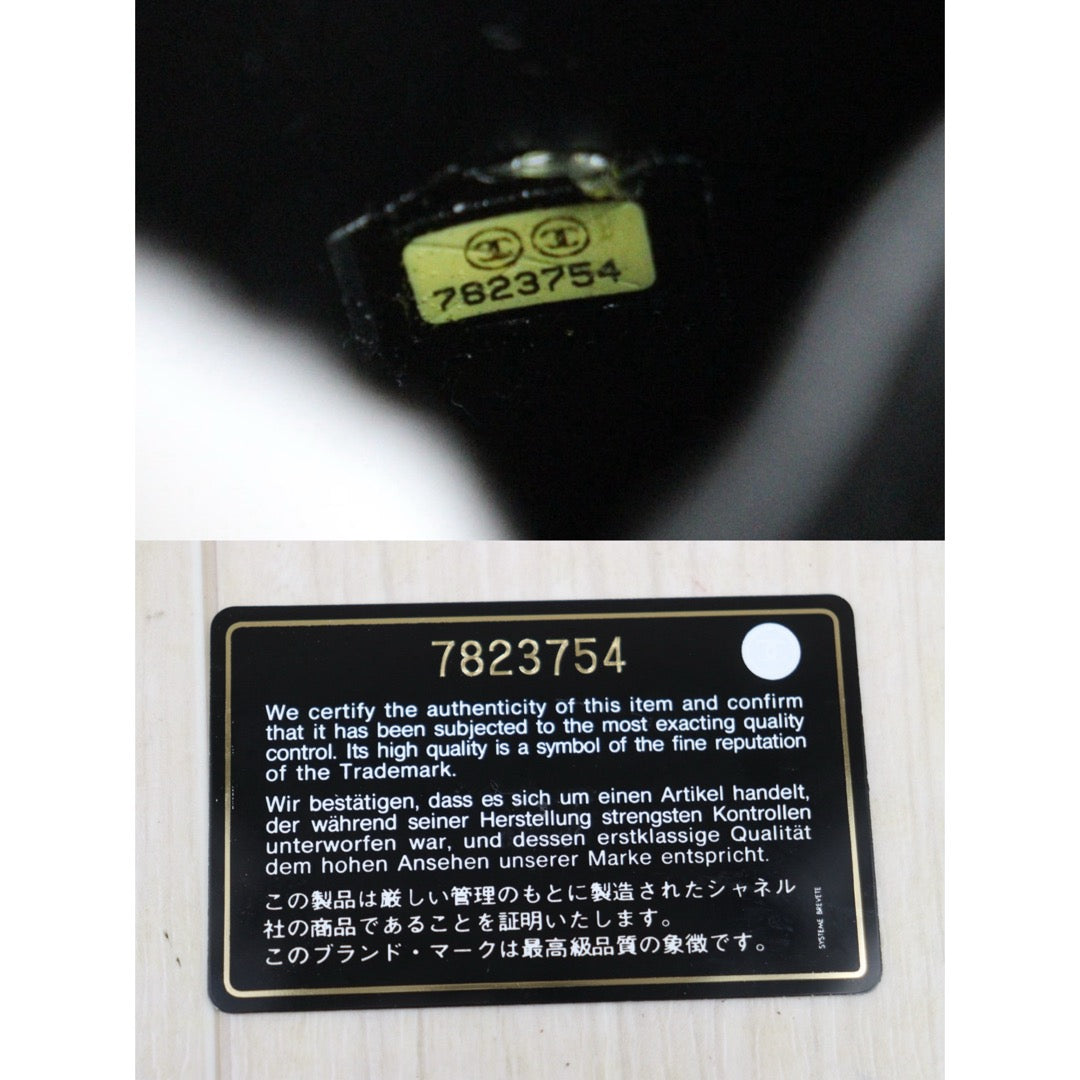 7823754
7823754
We certify the authenticity of this item and confirm
that it has been subjected to the most exacting quality
control. Its high quality is a symbol of the fine reputation
of the Trademark.
Wir bestätigen, dass es sich um einen Artikel handelt,
der während seiner Herstellung strengsten Kontrollen
unterworfen war, und dessen erstklassige Qualität
dem hohen Ansehen unserer Marke entspricht.
この製品は厳しい管理のもとに製造されたシャネル
社の商品であることを証明いたします。
このブランド・マークは最高級品質の象徴です。
SYSTEME BREVETE